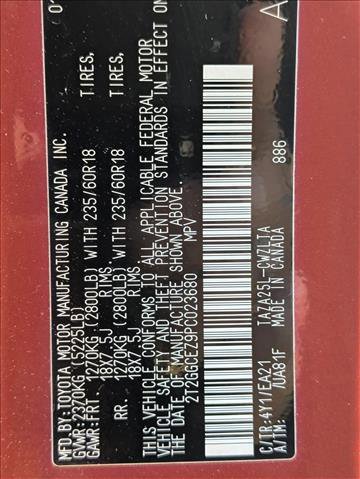 01
MFD. BY:TOYOTA MOTOR MANUFACTURING CANADA INC.
GVWR:2370KG (5225LB)
GAWR:FRT 1270KG (2800LB) WITH 235/60R18 TIRES,
18X7.5J RIMS,
RR 1270KG (2800LB) WITH 235/60R18 TIRES,
18X7.5J RIMS,
THIS VEHICLE CONFORMS TO ALL APPLICABLE FEDERAL MOTOR
VEHICLE SAFETY AND THEFT PREVENTION STANDARDS IN EFFECT ON
THE DATE OF MANUFACTURE SHOWN ABOVE.
2T2GGCEZ9PC023680 MPV
A
C/TR:4Y1/EA21 TAZA25L-CWZLTA
A/TM: /UA81F MADE IN CANADA 886